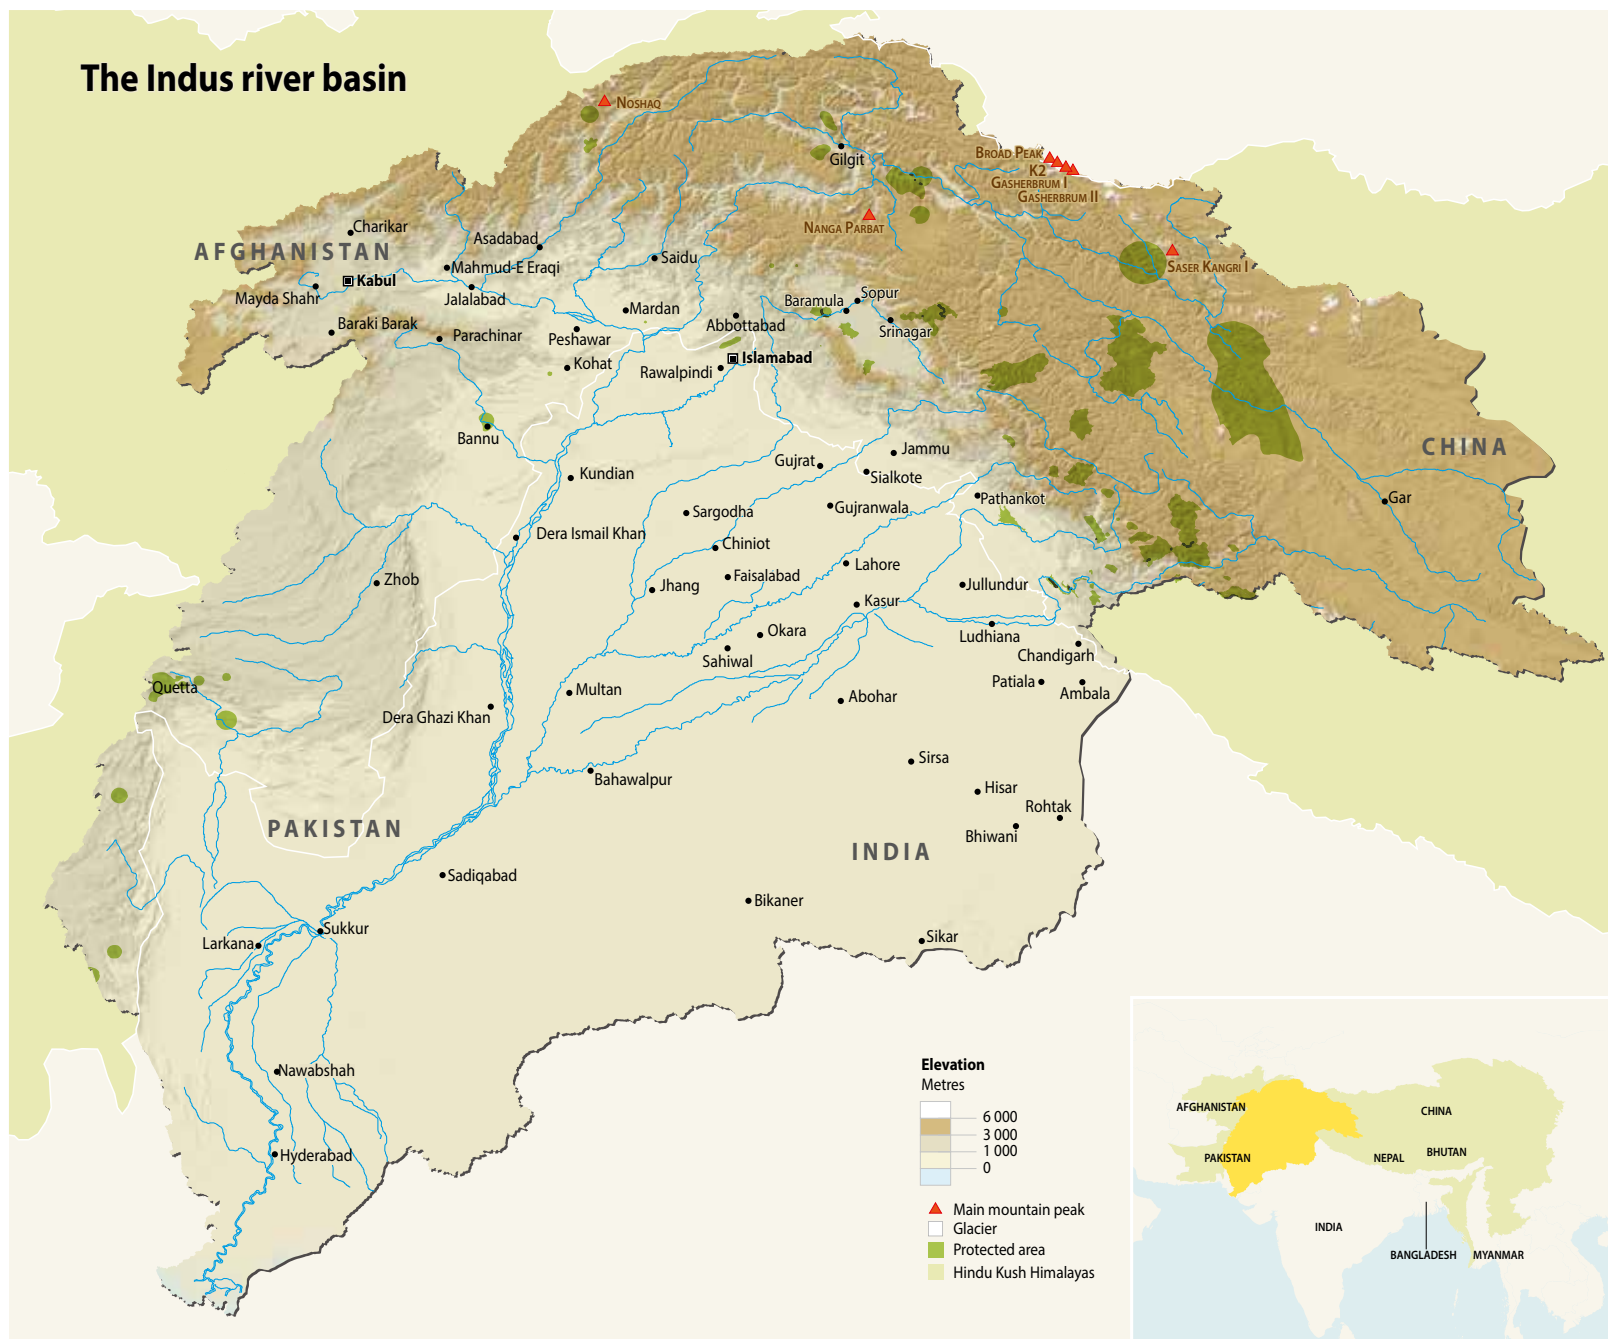 The Indus river basin
NOSHAQ
Gilgit
BROAD PEAK
K2
GASHERBRUM I
GASHERBRUM II
NANGA PARBAT
SASER KANGRI I
Charikar
AFGHANISTAN
Asadabad
Saidu
Mahmud-E Eraqi
Kabul
Mayda Shahr
Jalalabad
Mardan
Baramula
Sopur
Srinagar
Baraki Barak
Parachinar
Peshawar
Abbottabad
Kohat
Rawalpindi
Islamabad
Bannu
Kundian
Gujrat
Jammu
Sialkote
CHINA
Gar
Pathankot
Gujranwala
Sargodha
Dera Ismail Khan
Chiniot
Lahore
Faisalabad
Zhob
Jhang
Jullundur
Kasur
Okara
Ludhiana
Sahiwal
Chandigarh
Quetta
Multan
Patiala
Ambala
Abohar
Dera Ghazi Khan
Bahawalpur
Sirsa
Hisar
Rohtak
Bhiwani
PAKISTAN
INDIA
Sadiqabad
Bikaner
Sukkur
Larkana
Sikar
Nawabshah
Hyderabad
Elevation
Metres
6 000
3 000
1 000
0
Main mountain peak
Glacier
Protected area
Hindu Kush Himalayas
AFGHANISTAN
CHINA
PAKISTAN
NEPAL
BHUTAN
INDIA
BANGLADESH
MYANMAR